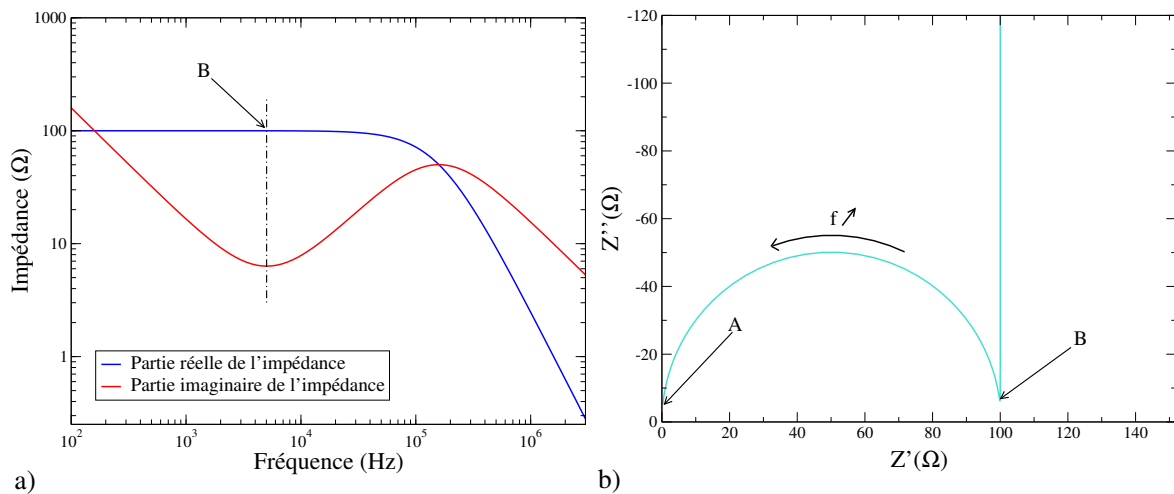 1000
100
10
1
Impédance (Ω)
B
Partie réelle de l'impédance
Partie imaginaire de l'impédance
10^2
10^3
10^4
10^5
10^6
Fréquence (Hz)
a)
-120
-100
-80
-60
-40
-20
0
Z''(Ω)
f
A
B
0
20
40
60
80
100
120
140
Z'(Ω)
b)